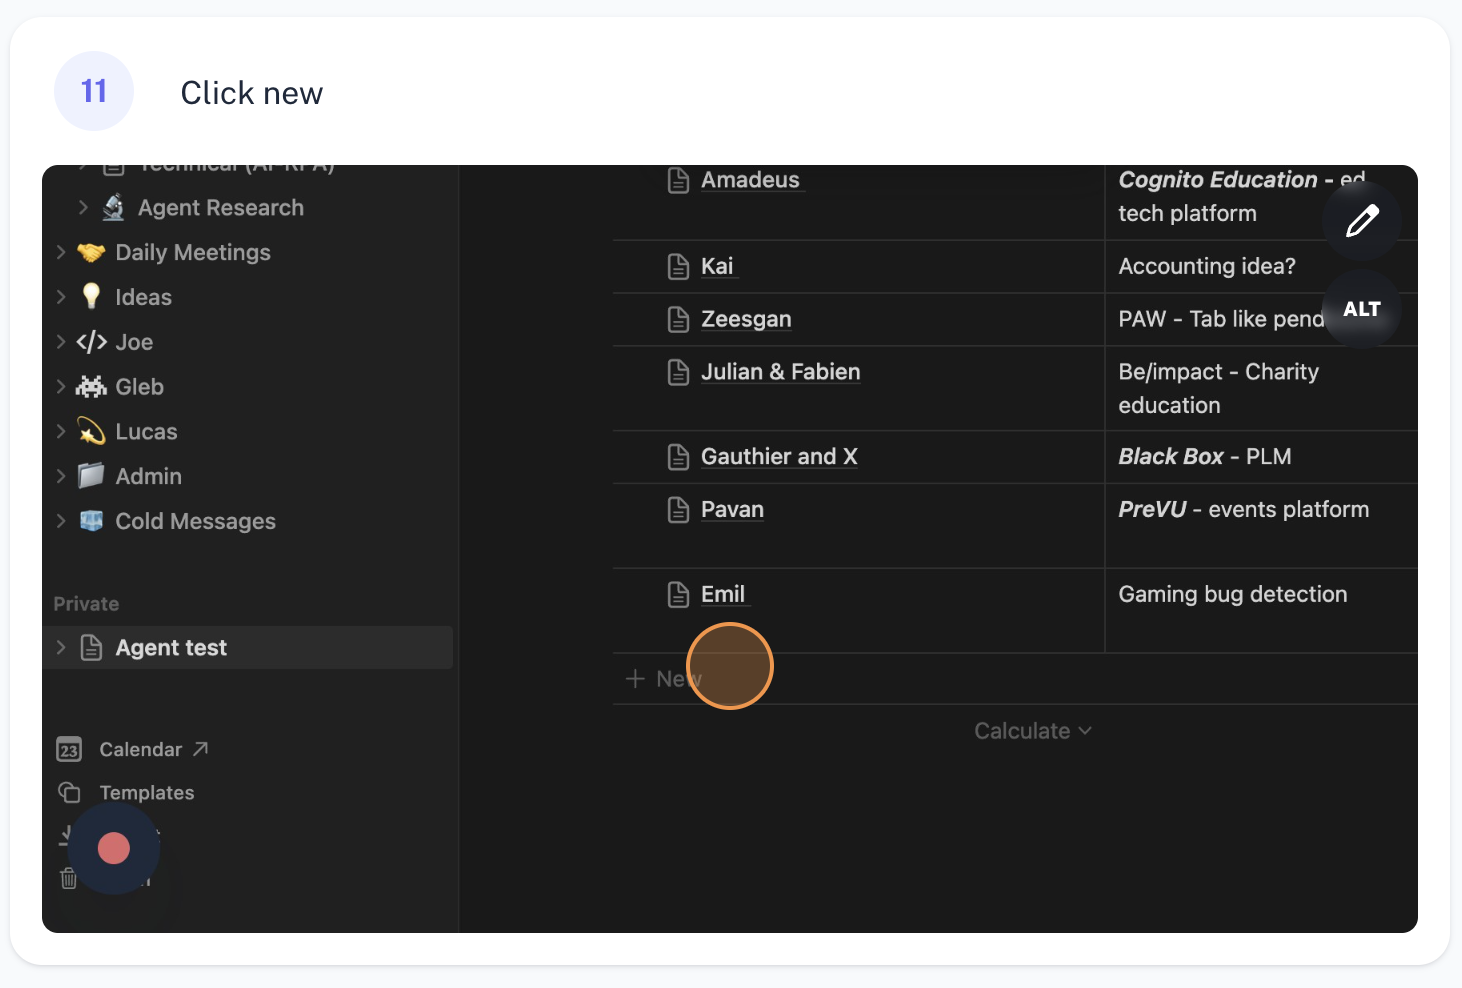 11
Click new
Technical (AI-RPA)
Agent Research
Daily Meetings
Ideas
Joe
Gleb
Lucas
Admin
Cold Messages
Private
Agent test
23
Calendar
Templates
Amadeus
Cognito Education - ed
tech platform
Kai
Accounting idea?
Zeesgan
PAW - Tab like pend
Julian & Fabien
Be/impact - Charity
education
Gauthier and X
Black Box - PLM
Pavan
PreVU - events platform
Emil
Gaming bug detection
New
Calculate
ALT